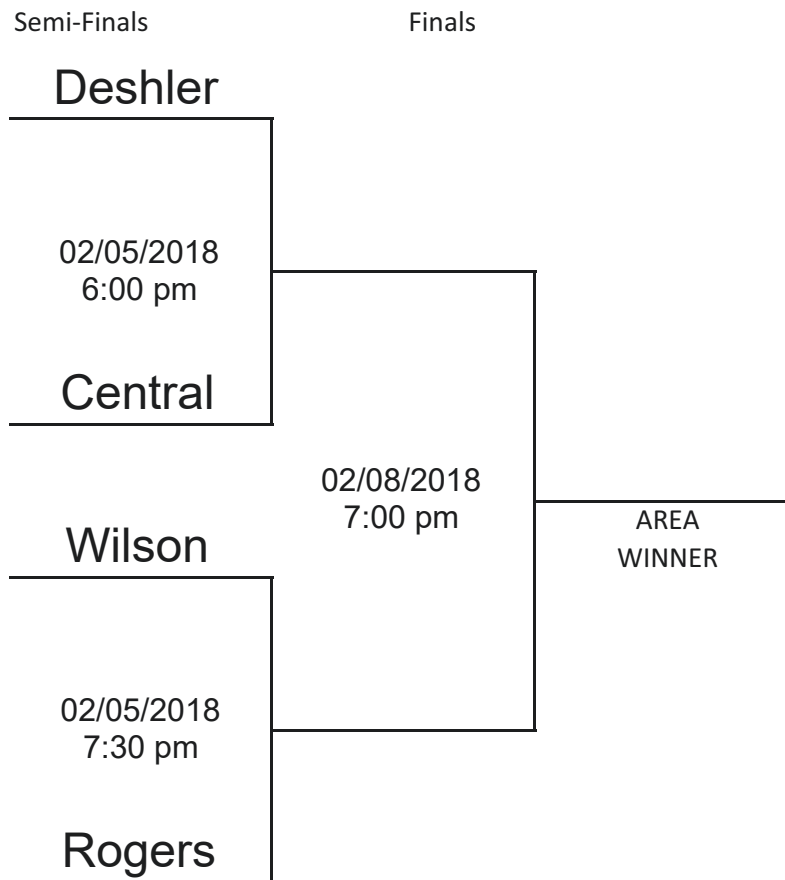 Semi-Finals
Finals
Deshler
02/05/2018
6:00 pm
Central
02/08/2018
7:00 pm
AREA
WINNER
Wilson
02/05/2018
7:30 pm
Rogers